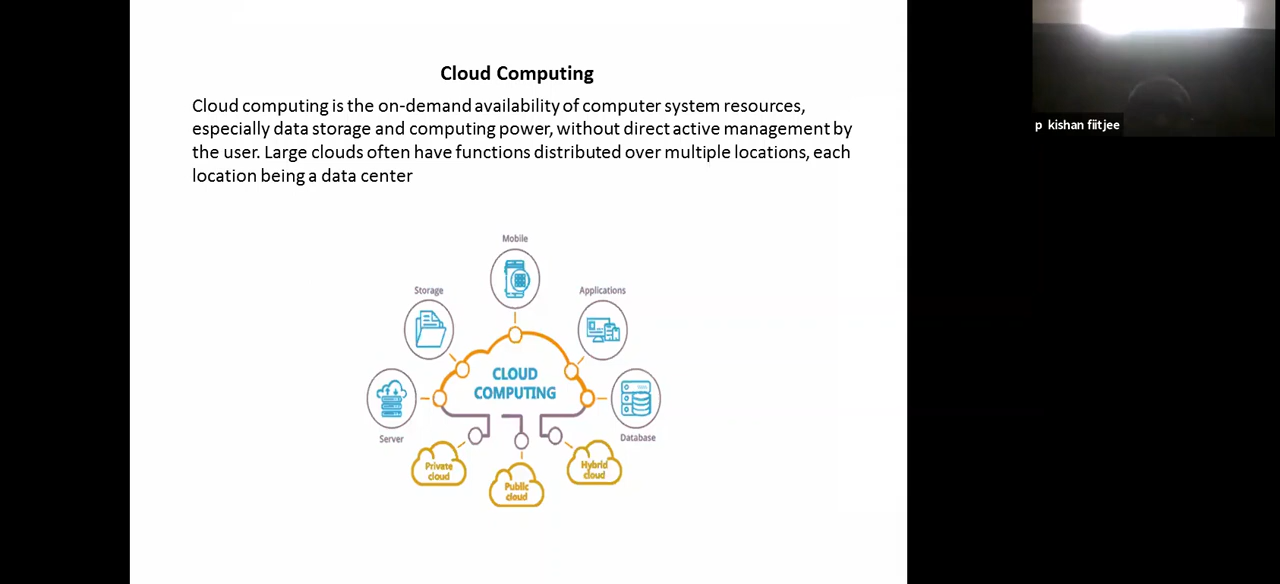 Cloud Computing
Cloud computing is the on-demand availability of computer system resources,
especially data storage and computing power, without direct active management by
the user. Large clouds often have functions distributed over multiple locations, each
location being a data center
p kishan fiitjee
Mobile
Storage
Applications
CLOUD
COMPUTING
Server
Database
Private
cloud
Public
cloud
Hybrid
cloud